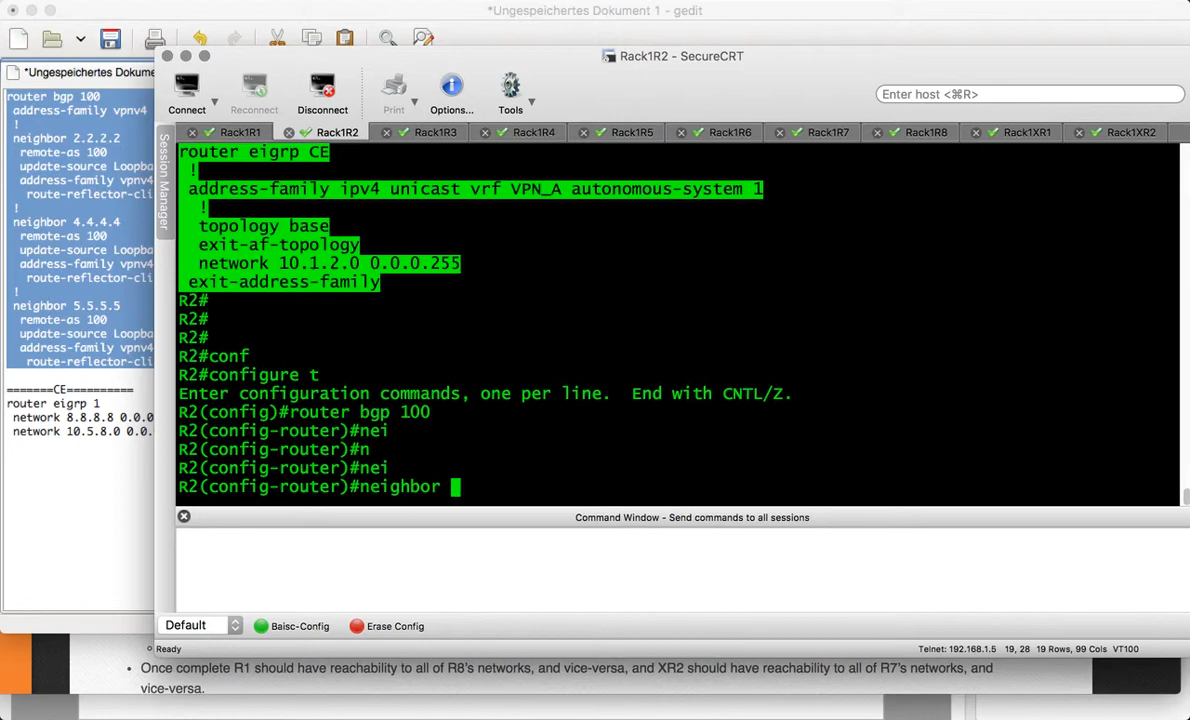 *Ungespeichertes Dokument 1 - gedit
*Ungespeichertes Dokume
router bgp 100
address-family vpnv4
!
neighbor 2.2.2.2
remote-as 100
update-source Loopba
address-family vpnv4
route-reflector-cli
!
neighbor 4.4.4.4
remote-as 100
update-source Loopba
address-family vpnv4
route-reflector-cli
!
neighbor 5.5.5.5
remote-as 100
update-source Loopba
address-family vpnv4
route-reflector-cli
=======CE==========
router eigrp 1
network 8.8.8.8 0.0.0
network 10.5.8.0 0.0.
Rack1R2 - SecureCRT
Connect
Reconnect
Disconnect
Print
Options...
Tools
Enter host <⌘R>
Session Manager
Rack1R1
Rack1R2
Rack1R3
Rack1R4
Rack1R5
Rack1R6
Rack1R7
Rack1R8
Rack1XR1
Rack1XR2
router eigrp CE
!
address-family ipv4 unicast vrf VPN_A autonomous-system 1
!
topology base
exit-af-topology
network 10.1.2.0 0.0.0.255
exit-address-family
R2#
R2#
R2#
R2#conf
R2#configure t
Enter configuration commands, one per line.  End with CNTL/Z.
R2(config)#router bgp 100
R2(config-router)#nei
R2(config-router)#n
R2(config-router)#nei
R2(config-router)#neighbor
Command Window - Send commands to all sessions
Default
Baisc-Config
Erase Config
Ready
Telnet: 192.168.1.5   19, 28   19 Rows, 99 Cols   VT100
• Once complete R1 should have reachability to all of R8's networks, and vice-versa, and XR2 should have reachability to all of R7's networks, and
vice-versa.